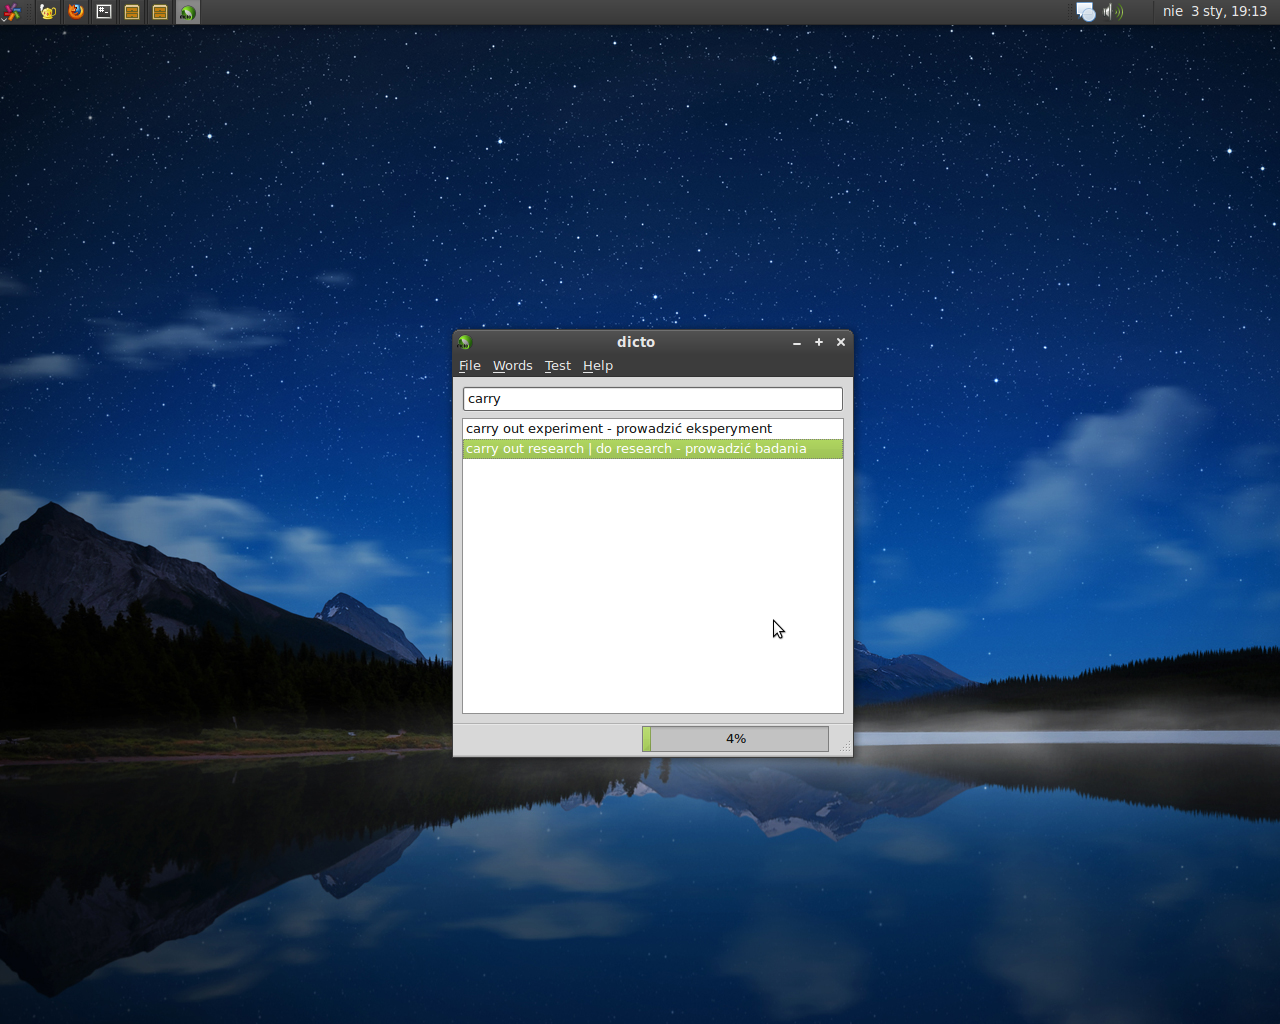 nie 3 sty, 19:13
dicto
File Words Test Help
carry
carry out experiment - prowadzić eksperyment
carry out research | do research - prowadzić badania
4%